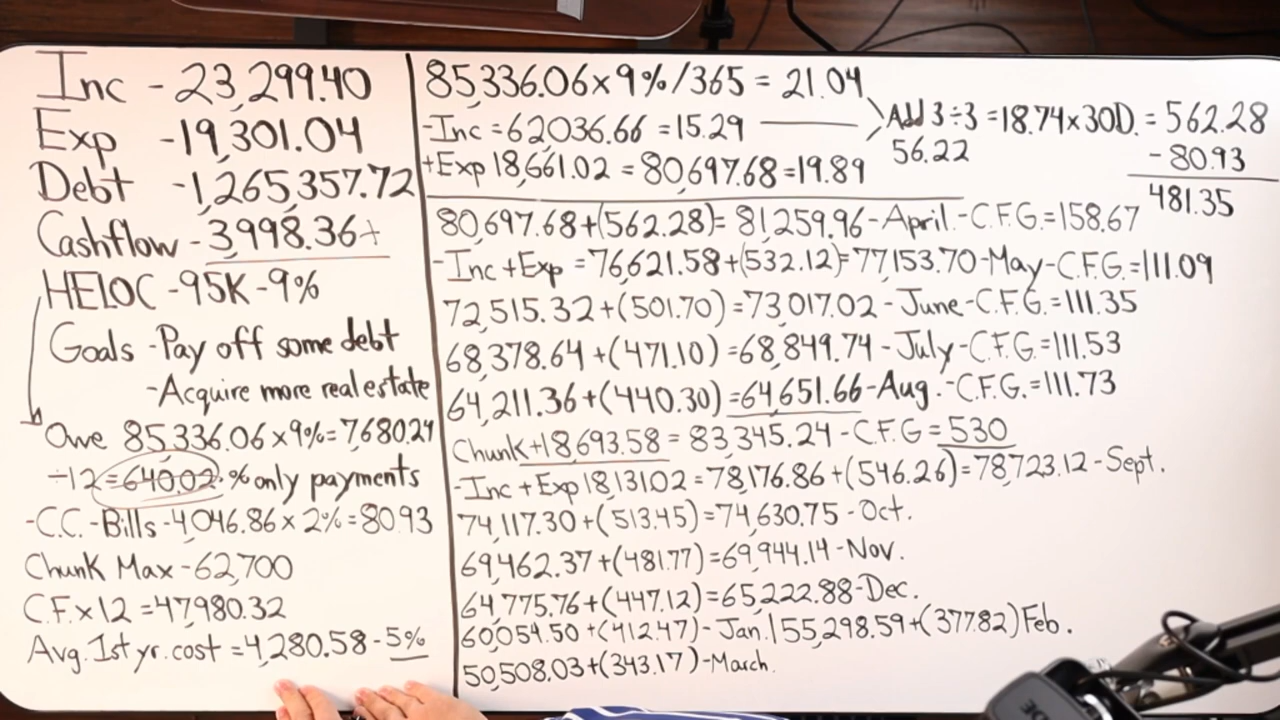 Inc - 23,299.40
Exp - 19,301.04
Debt - 1,265,357.72
Cashflow - 3,998.36+
HELOC - 95K - 9%
Goals - Pay off some debt
- Acquire more real estate
Owe 85,336.06 x 9% = 7,680.24
÷12 = 640.02 - % only payments
- C.C. - Bills - 4,046.86 x 2% = 80.93
Chunk Max - 62,700
C.F. x 12 = 47,980.32
Avg. 1st yr. cost = 4,280.58 - 5%
85,336.06 x 9% / 365 = 21.04
- Inc = 62,036.66 = 15.29
+ Exp 18,661.02 = 80,697.68 = 19.89
Add 3 ÷ 3 = 18.74 x 30D. = 562.28
56.22
- 80.93
481.35
80,697.68 + (562.28) = 81,259.96 - April - C.F.G. = 158.67
- Inc + Exp = 76,621.58 + (532.12) = 77,153.70 - May - C.F.G. = 111.09
72,515.32 + (501.70) = 73,017.02 - June - C.F.G. = 111.35
68,378.64 + (471.10) = 68,849.74 - July - C.F.G. = 111.53
64,211.36 + (440.30) = 64,651.66 - Aug. - C.F.G. = 111.73
Chunk + 18,693.58 = 83,345.24 - C.F.G = 530
- Inc + Exp 18,131.02 = 78,176.86 + (546.26) = 78,723.12 - Sept.
74,117.30 + (513.45) = 74,630.75 - Oct.
69,462.37 + (481.77) = 69,944.14 - Nov.
64,775.76 + (447.12) = 65,222.88 - Dec.
60,054.50 + (412.47) - Jan. | 55,298.59 + (377.82) Feb.
50,508.03 + (343.17) - March.